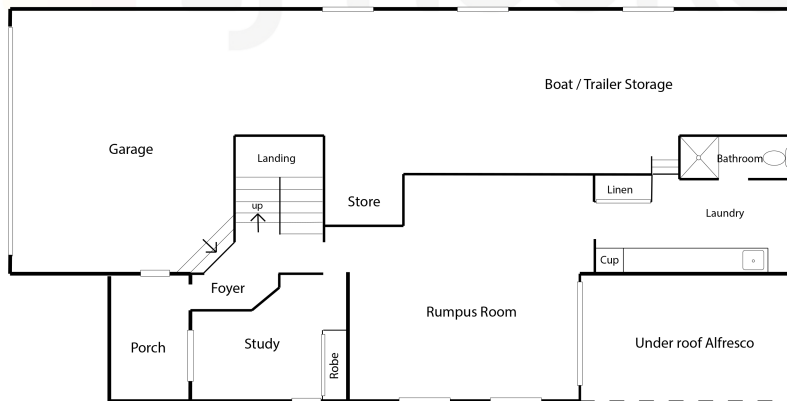 Boat / Trailer Storage
Garage
Landing
Bathroom
Linen
Store
up
Laundry
Cup
Foyer
Rumpus Room
Porch
Study
Under roof Alfresco
Robe